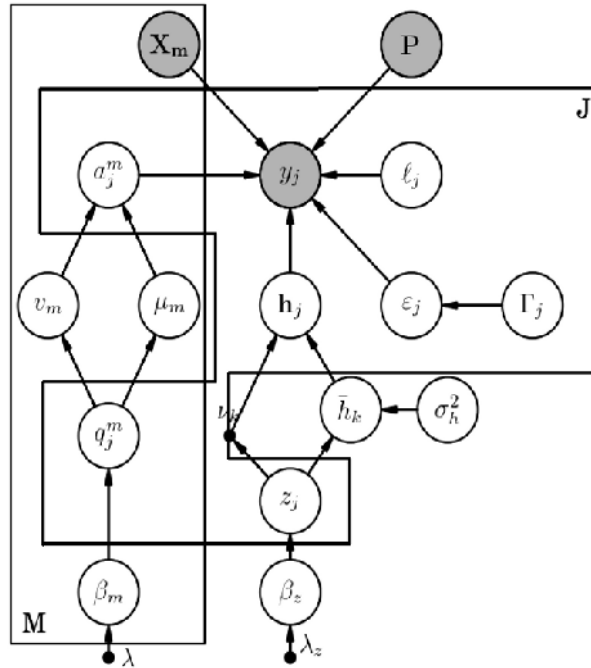 X_m P
J
a_j^m y_j ℓ_j
v_m μ_m h_j ε_j Γ_j
ν_k h̄_k σ_h^2
q_j^m
z_j
β_m β_z
M
λ λ_z